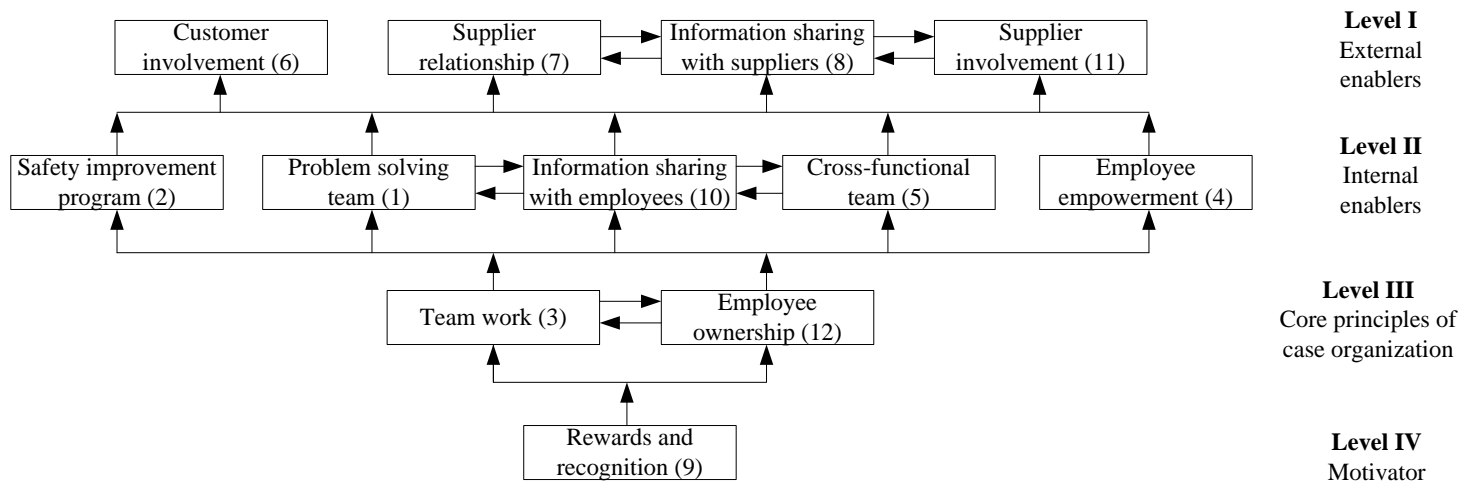 Customer
involvement (6)
Supplier
relationship (7)
Information sharing
with suppliers (8)
Supplier
involvement (11)
Level I
External
enablers
Safety improvement
program (2)
Problem solving
team (1)
Information sharing
with employees (10)
Cross-functional
team (5)
Employee
empowerment (4)
Level II
Internal
enablers
Team work (3)
Employee
ownership (12)
Level III
Core principles of
case organization
Rewards and
recognition (9)
Level IV
Motivator